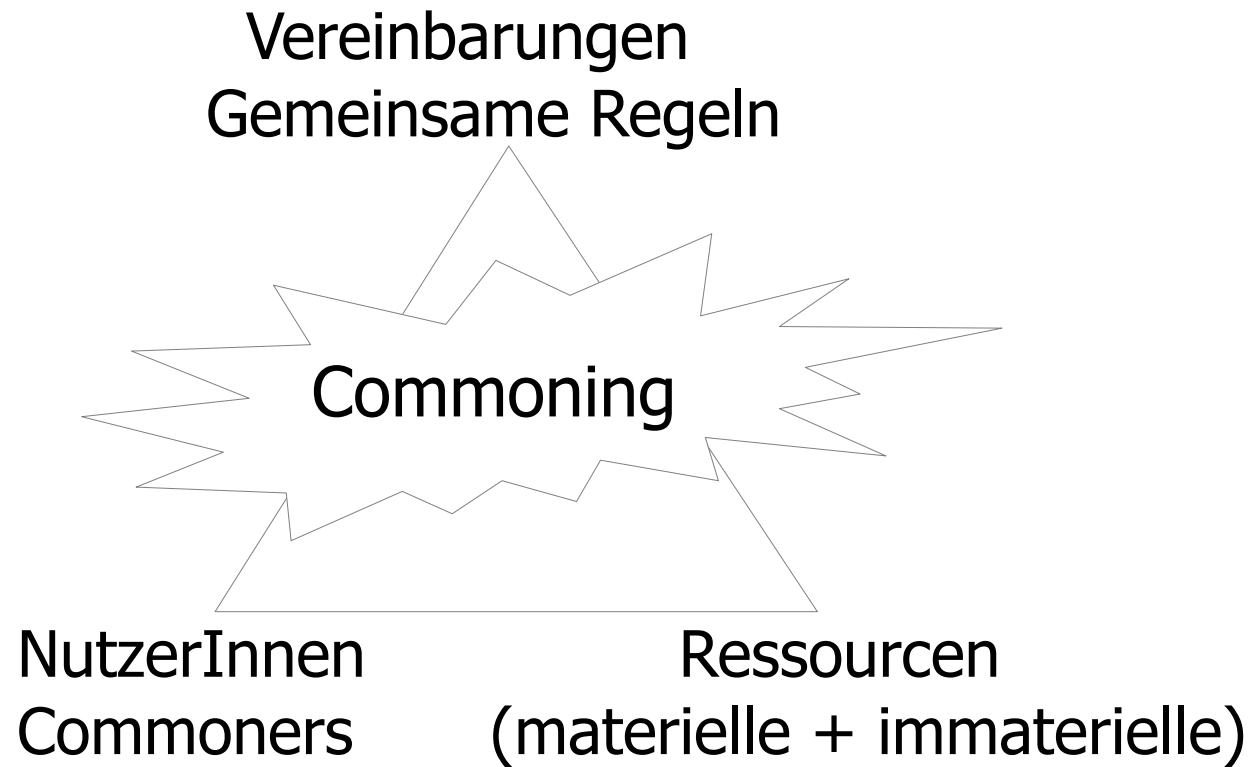 Vereinbarungen
Gemeinsame Regeln
Commoning
NutzerInnen
Commoners
Ressourcen
(materielle + immaterielle)